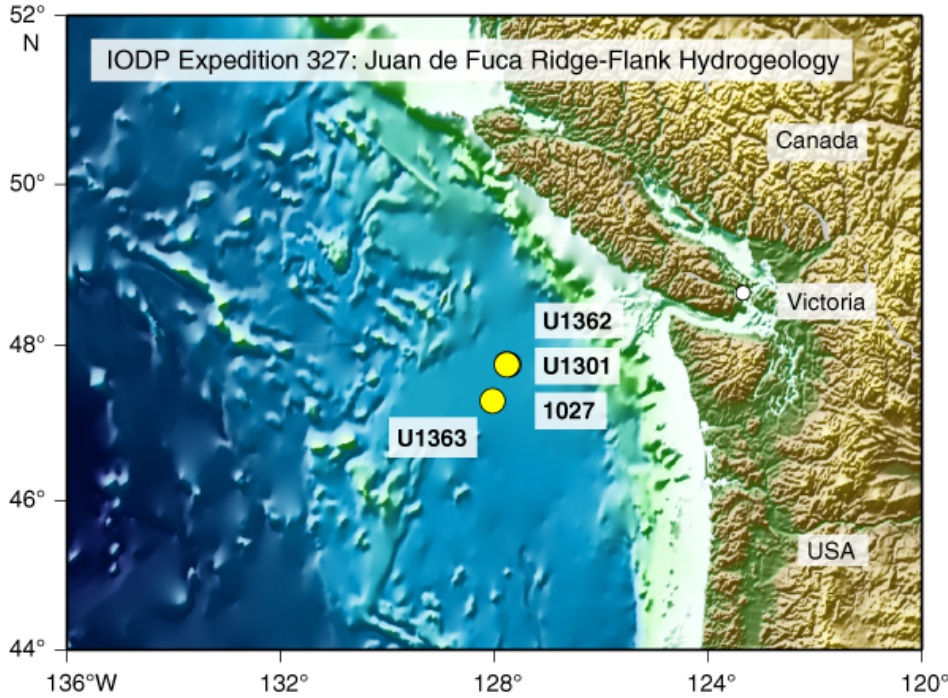 52°
N
IODP Expedition 327: Juan de Fuca Ridge-Flank Hydrogeology
Canada
50°
Victoria
U1362
48°
U1301
1027
U1363
46°
USA
44°
136°W 132° 128° 124° 120°